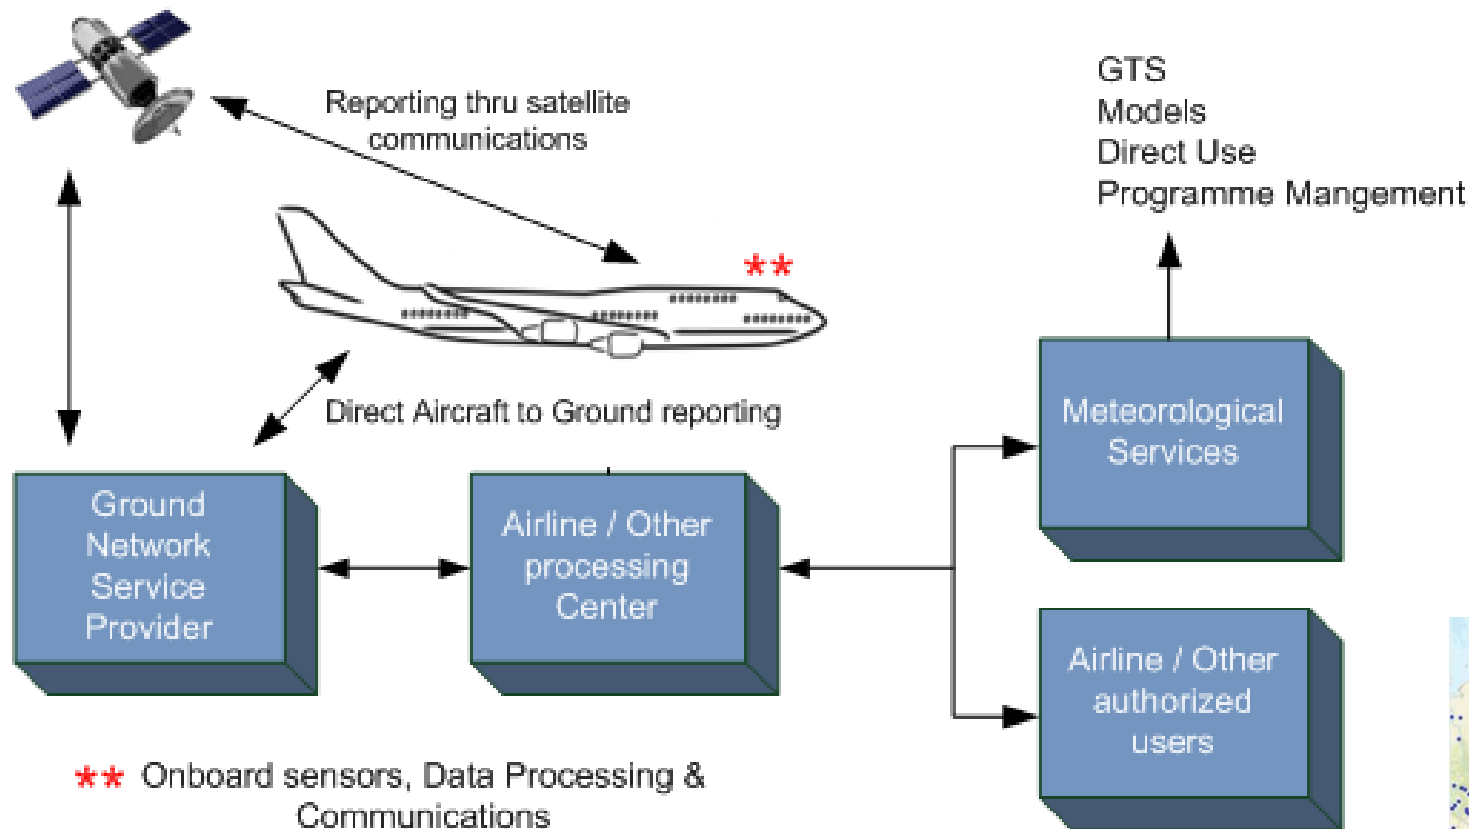 Reporting thru satellite
communications
GTS
Models
Direct Use
Programme Mangement
**
Direct Aircraft to Ground reporting
Meteorological
Services
Ground
Network
Service
Provider
Airline / Other
processing
Center
Airline / Other
authorized
users
** Onboard sensors, Data Processing &
Communications